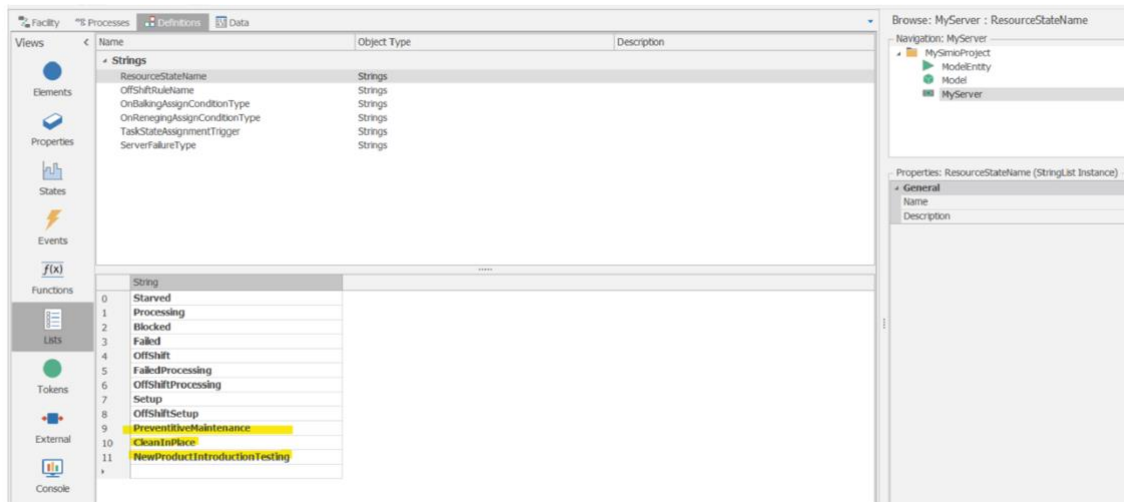 Facility Processes Definitions Data
Views <
Elements
Properties
States
Events
f(x)
Functions
Lists
Tokens
External
Console
Name Object Type Description
Strings
ResourceStateName Strings
OffShiftRuleName Strings
OnBalkingAssignConditionType Strings
OnRenegingAssignConditionType Strings
TaskStateAssignmentTrigger Strings
ServerFailureType Strings
String
0 Starved
1 Processing
2 Blocked
3 Failed
4 OffShift
5 FailedProcessing
6 OffShiftProcessing
7 Setup
8 OffShiftSetup
9 PreventitiveMaintenance
10 CleanInPlace
11 NewProductIntroductionTesting
Browse: MyServer : ResourceStateName
Navigation: MyServer
MySimioProject
ModelEntity
Model
MyServer
Properties: ResourceStateName (StringList Instance)
General
Name
Description